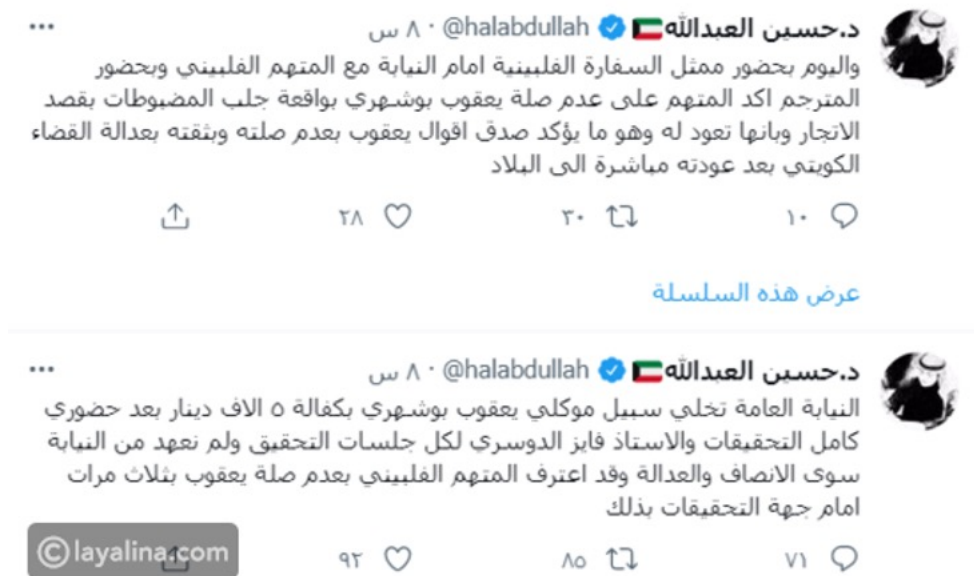 د.حسين العبدالله @halabdullah · ٨ س
واليوم بحضور ممثل السفارة الفلبينية امام النيابة مع المتهم الفلبيني وبحضور
المترجم اكد المتهم على عدم صلة يعقوب بوشهري بواقعة جلب المضبوطات بقصد
الاتجار وبانها تعود له وهو ما يؤكد صدق اقوال يعقوب بعدم صلته وبثقته بعدالة القضاء
الكويتي بعد عودته مباشرة الى البلاد
١٠ ٣٠ ٢٨
عرض هذه السلسلة
د.حسين العبدالله @halabdullah · ٨ س
النيابة العامة تخلي سبيل موكلي يعقوب بوشهري بكفالة ٥ الاف دينار بعد حضوري
كامل التحقيقات والاستاذ فايز الدوسري لكل جلسات التحقيق ولم نعهد من النيابة
سوى الانصاف والعدالة وقد اعترف المتهم الفلبيني بعدم صلة يعقوب بثلاث مرات
امام جهة التحقيقات بذلك
٧١ ٨٥ ٩٢
©layalina.com